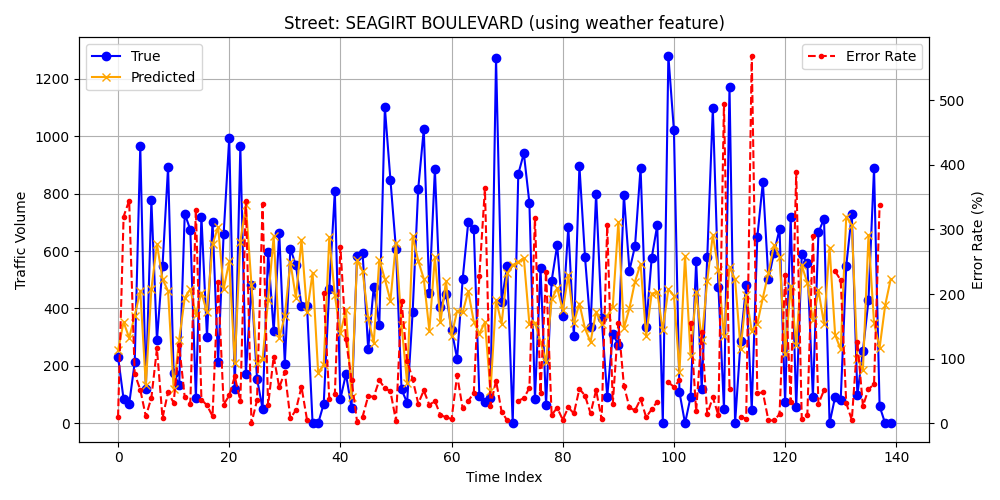 Street: SEAGIRT BOULEVARD (using weather feature)
True
Predicted
Error Rate
Traffic Volume
0
200
400
600
800
1000
1200
0
100
200
300
400
500
Error Rate (%)
0 20 40 60 80 100 120 140
Time Index